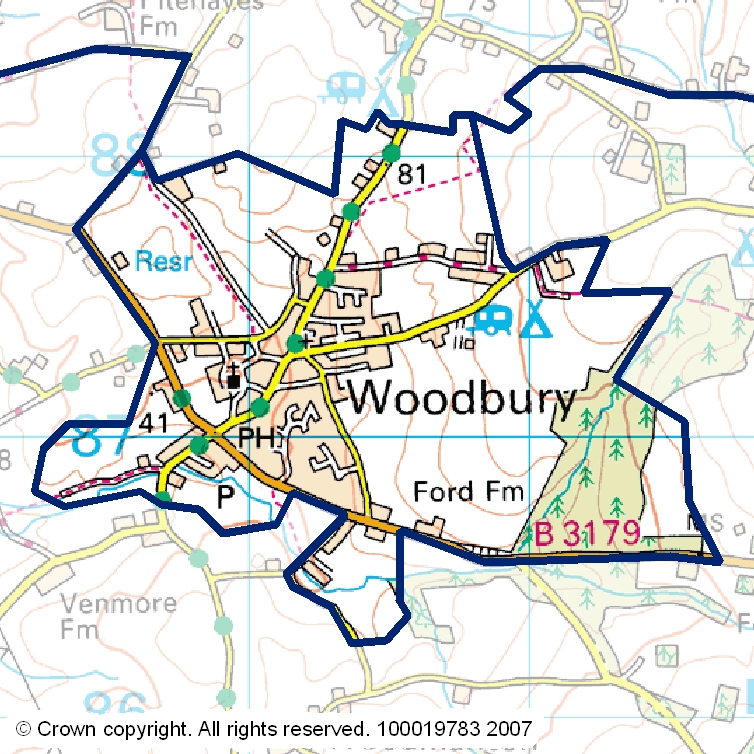 Fm
73
88
81
Resr
Woodbury
41
87
PH
8
P
Ford Fm
B 3179
MS
Venmore
Fm
86
© Crown copyright. All rights reserved. 100019783 2007